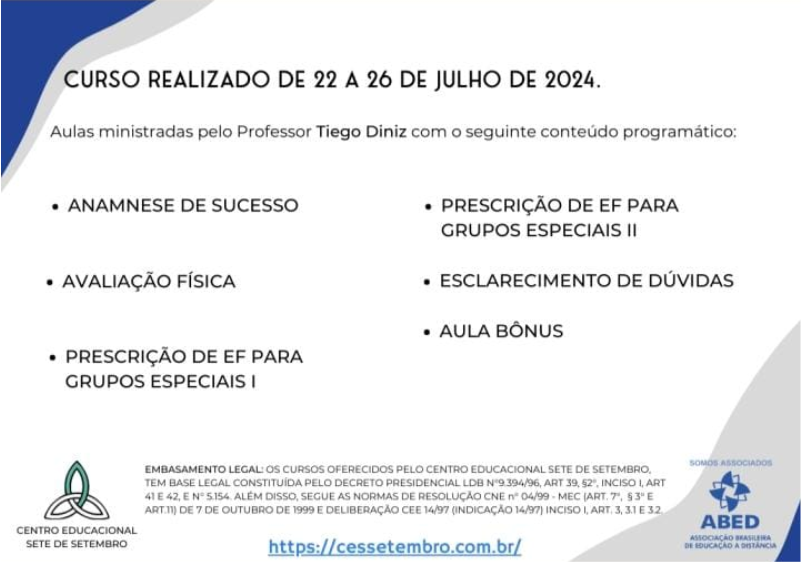 CURSO REALIZADO DE 22 A 26 DE JULHO DE 2024.
Aulas ministradas pelo Professor Tiego Diniz com o seguinte conteúdo programático:
• ANAMNESE DE SUCESSO
• AVALIAÇÃO FÍSICA
• PRESCRIÇÃO DE EF PARA
GRUPOS ESPECIAIS I
• PRESCRIÇÃO DE EF PARA
GRUPOS ESPECIAIS II
• ESCLARECIMENTO DE DÚVIDAS
• AULA BÔNUS
CENTRO EDUCACIONAL
SETE DE SETEMBRO
EMBASAMENTO LEGAL: OS CURSOS OFERECIDOS PELO CENTRO EDUCACIONAL SETE DE SETEMBRO,
TEM BASE LEGAL CONSTITUÍDA PELO DECRETO PRESIDENCIAL LDB N°9.394/96, ART 39, §2°, INCISO I, ART
41 E 42, E N° 5.154. ALÉM DISSO, SEGUE AS NORMAS DE RESOLUÇÃO CNE n° 04/99 - MEC (ART. 7°, § 3° E
ART.11) DE 7 DE OUTUBRO DE 1999 E DELIBERAÇÃO CEE 14/97 (INDICAÇÃO 14/97) INCISO I, ART. 3, 3.1 E 3.2.
https://cessetembro.com.br/
SOMOS ASSOCIADOS
ABED
ASSOCIAÇÃO BRASILEIRA
DE EDUCAÇÃO A DISTÂNCIA